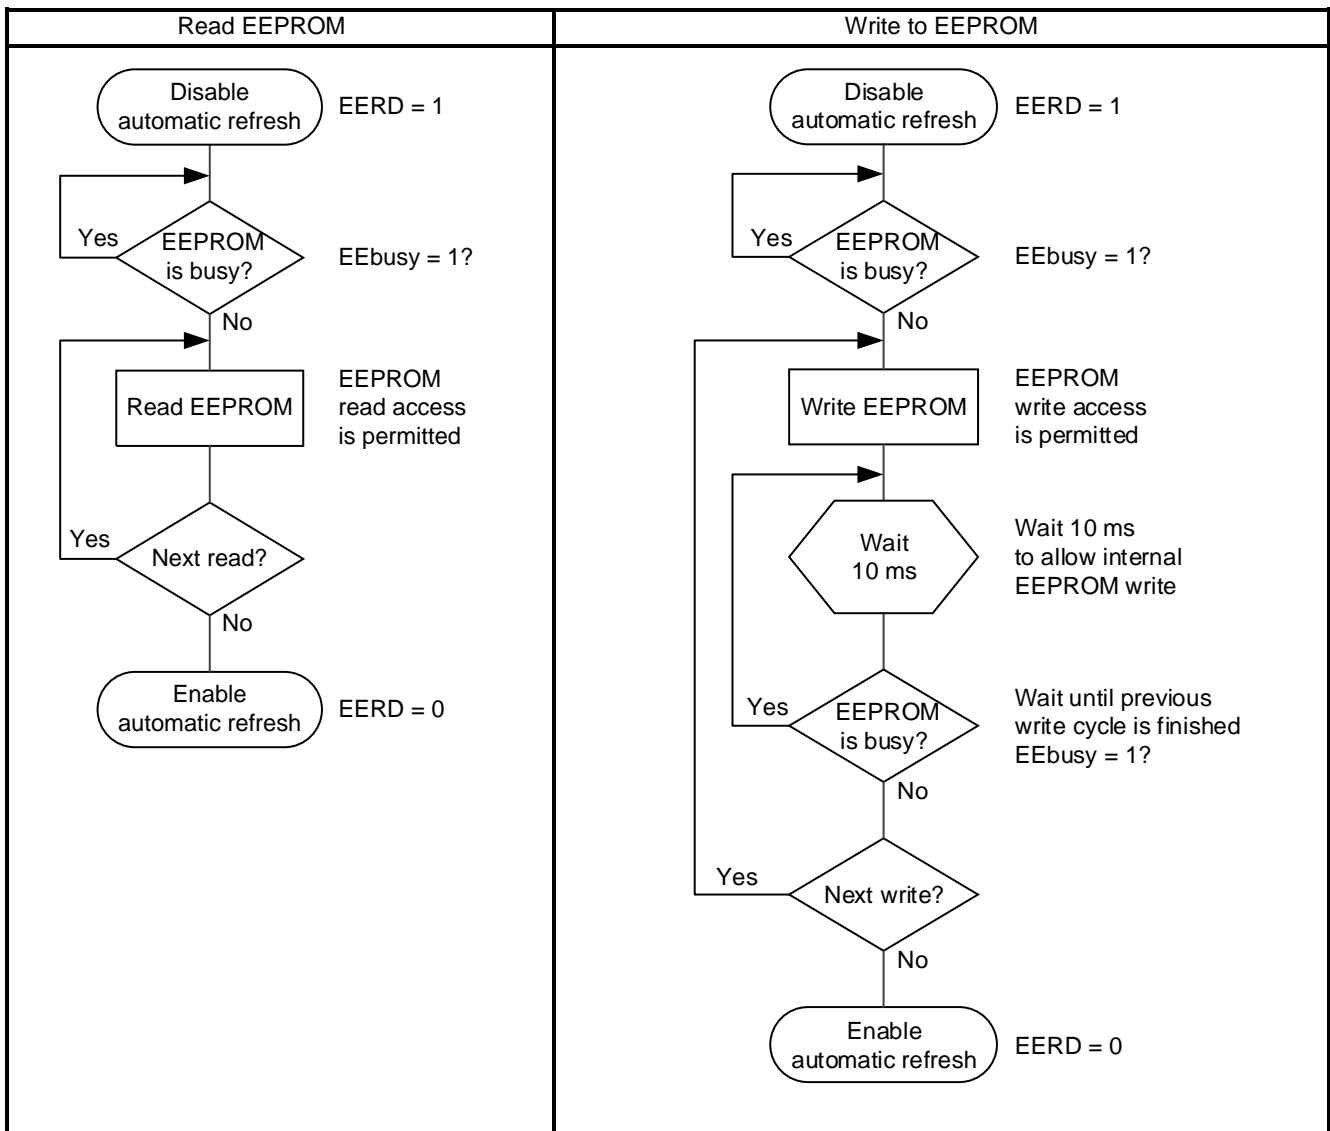 Read EEPROM
Disable
automatic refresh
EERD = 1
Yes
EEPROM
is busy?
EEbusy = 1?
No
Read EEPROM
EEPROM
read access
is permitted
Yes
Next read?
No
Enable
automatic refresh
EERD = 0
Write to EEPROM
Disable
automatic refresh
EERD = 1
Yes
EEPROM
is busy?
EEbusy = 1?
No
Write EEPROM
EEPROM
write access
is permitted
Wait
10 ms
Wait 10 ms
to allow internal
EEPROM write
Yes
EEPROM
is busy?
Wait until previous
write cycle is finished
EEbusy = 1?
No
Yes
Next write?
No
Enable
automatic refresh
EERD = 0